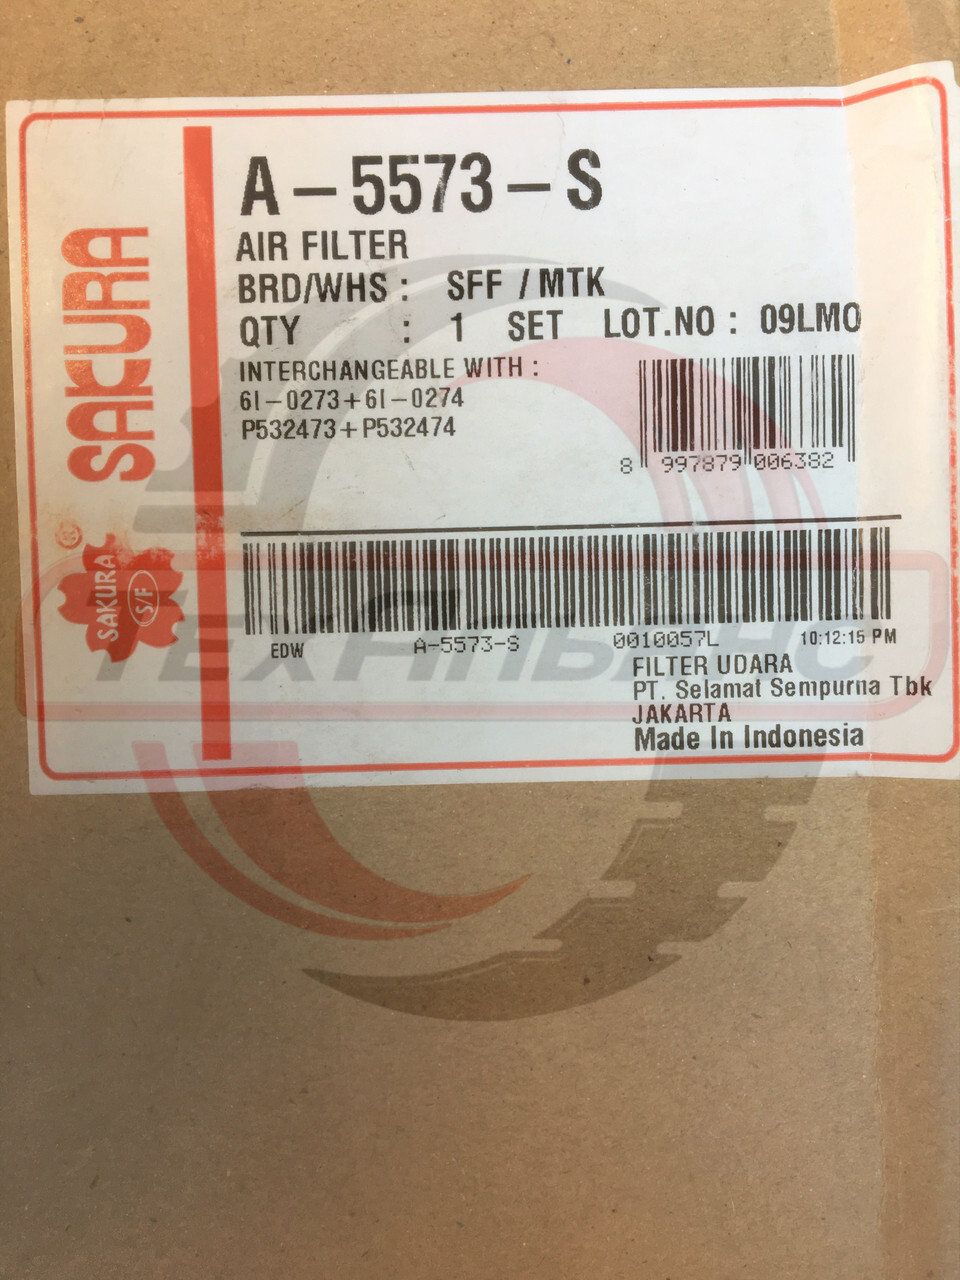 A-5573-S
AIR FILTER
BRD/WHS : SFF / MTK
QTY : 1 SET LOT.NO : 09LMO
INTERCHANGEABLE WITH :
6I-0273+6I-0274
P532473+P532474
8 997879 006382
EDW A-5573-S 0010057L 10:12:15 PM
FILTER UDARA
PT. Selamat Sempurna Tbk
JAKARTA
Made In Indonesia
SAKURA
®
SAKURA
S/F
ТЕХАЛЬЯНС